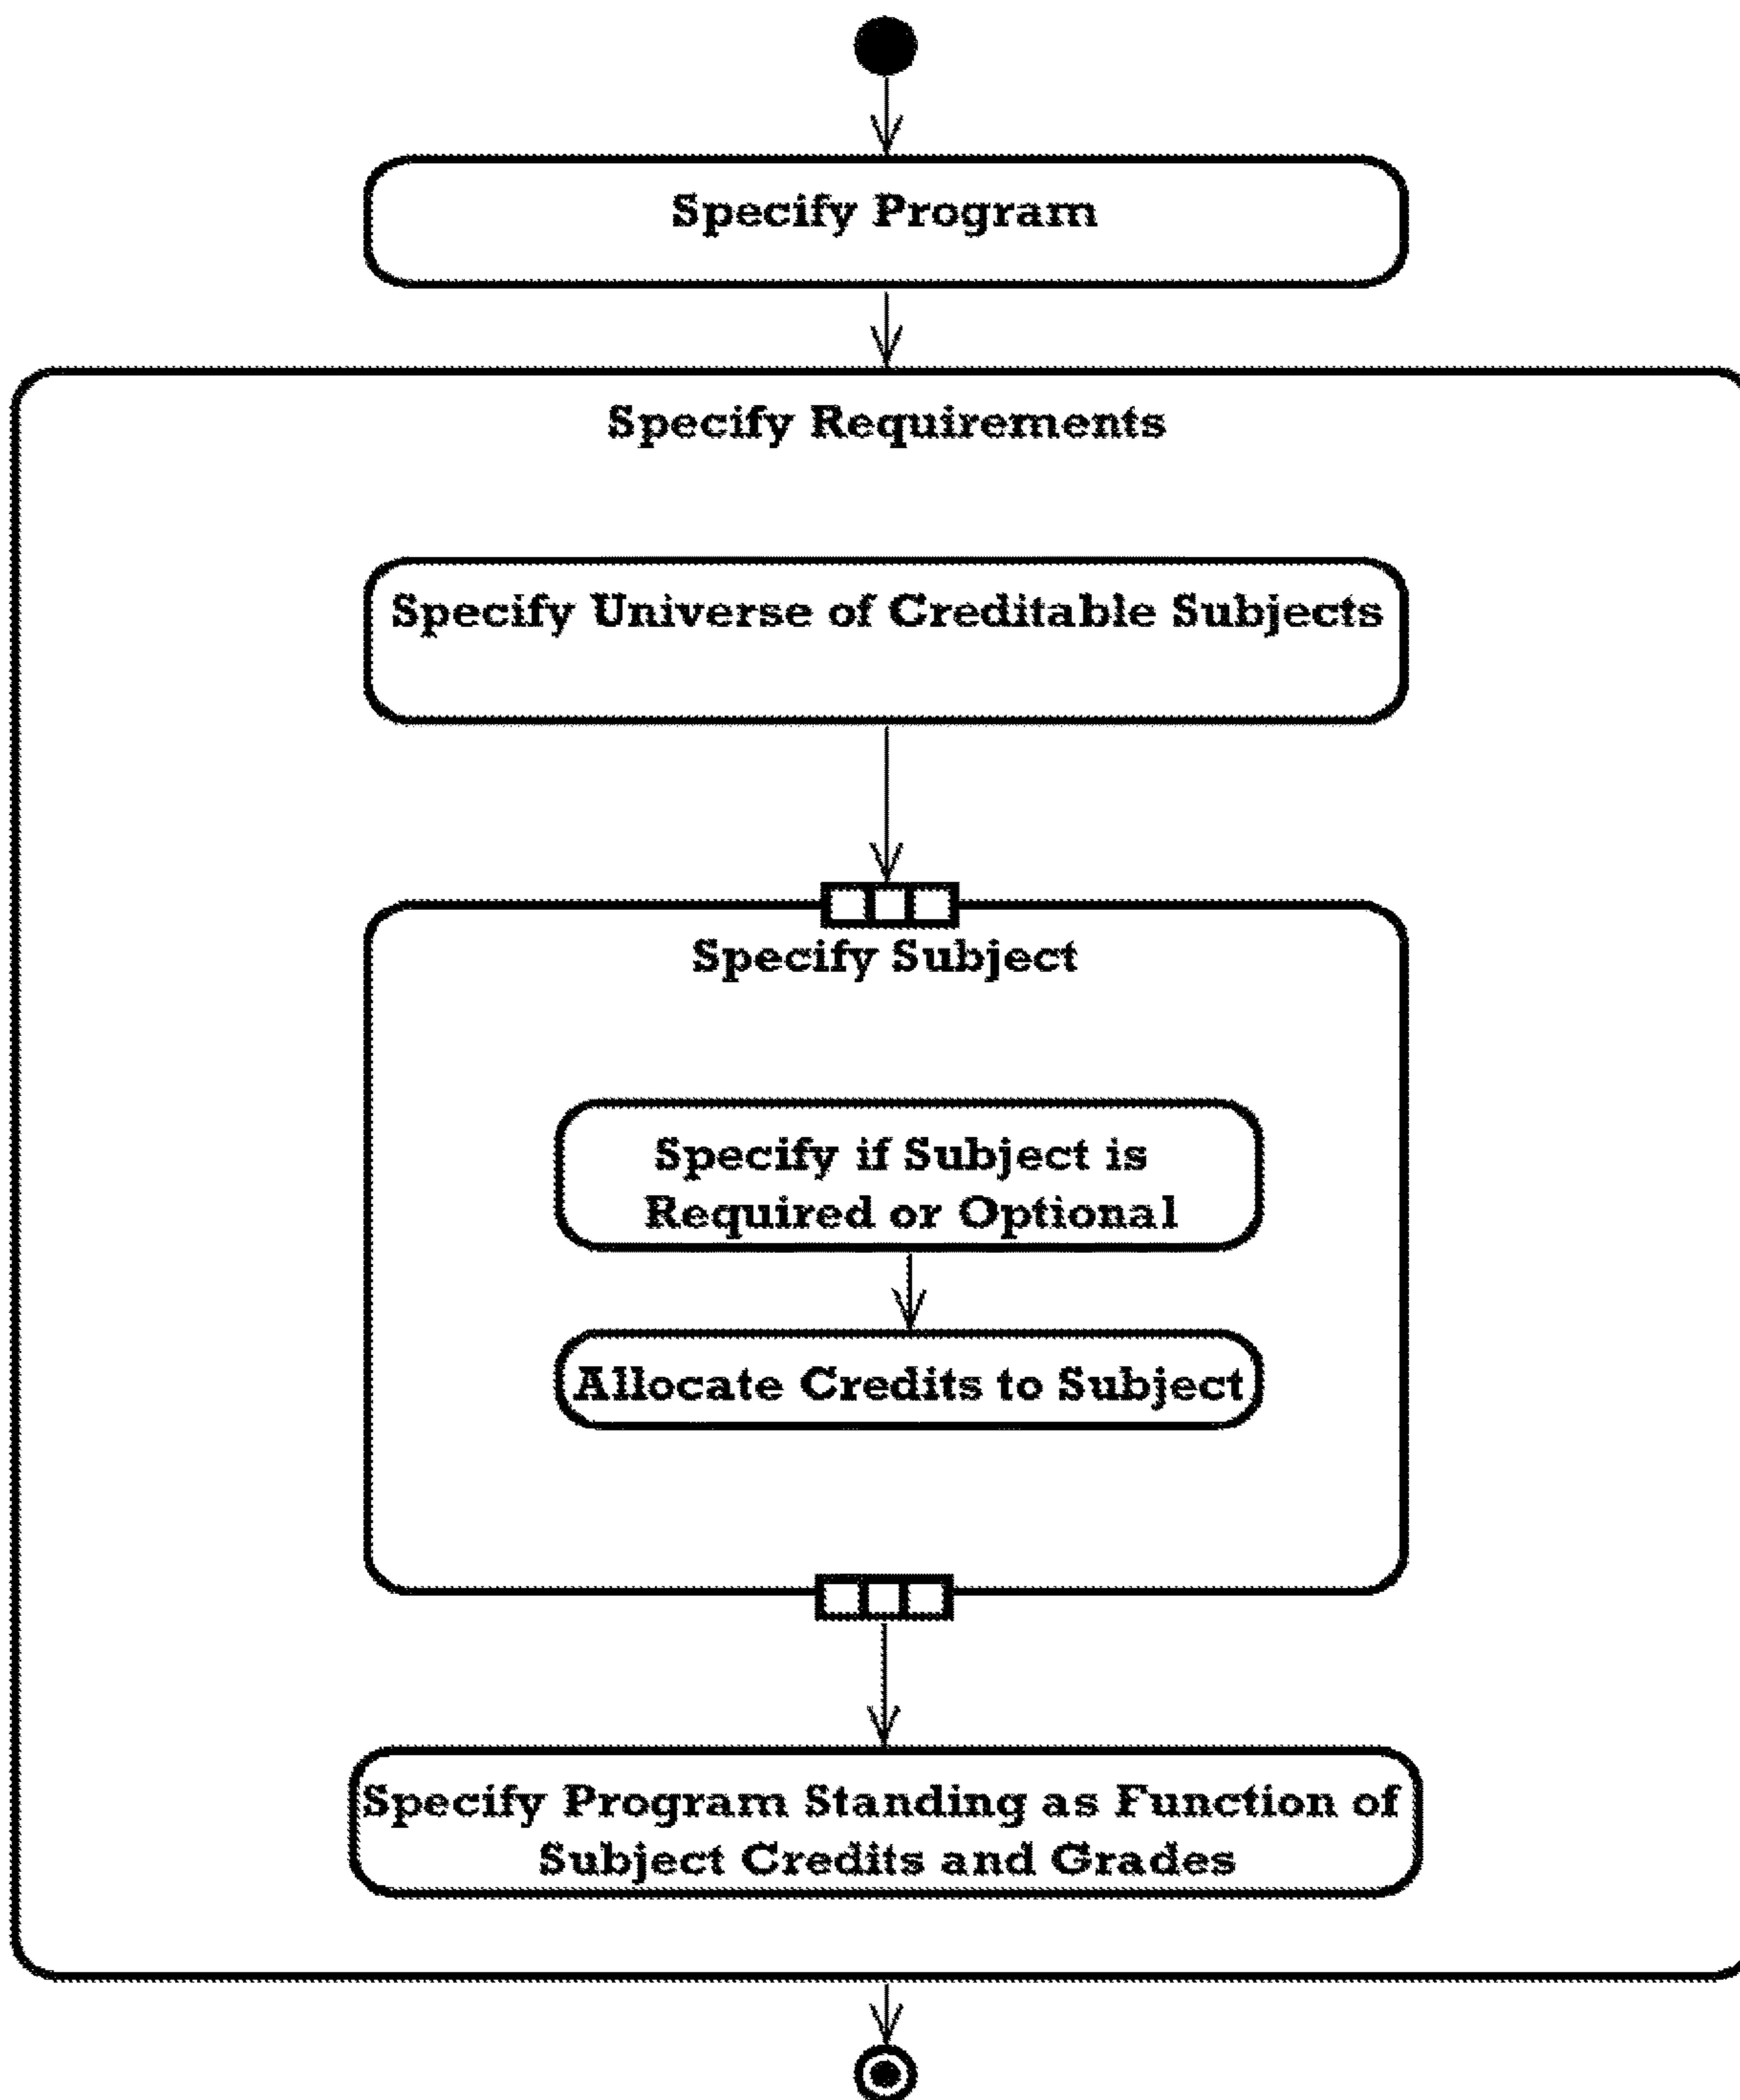 Specify Program
Specify Requirements
Specify Universe of Creditable Subjects
Specify Subject
Specify if Subject is
Required or Optional
Allocate Credits to Subject
Specify Program Standing as Function of
Subject Credits and Grades